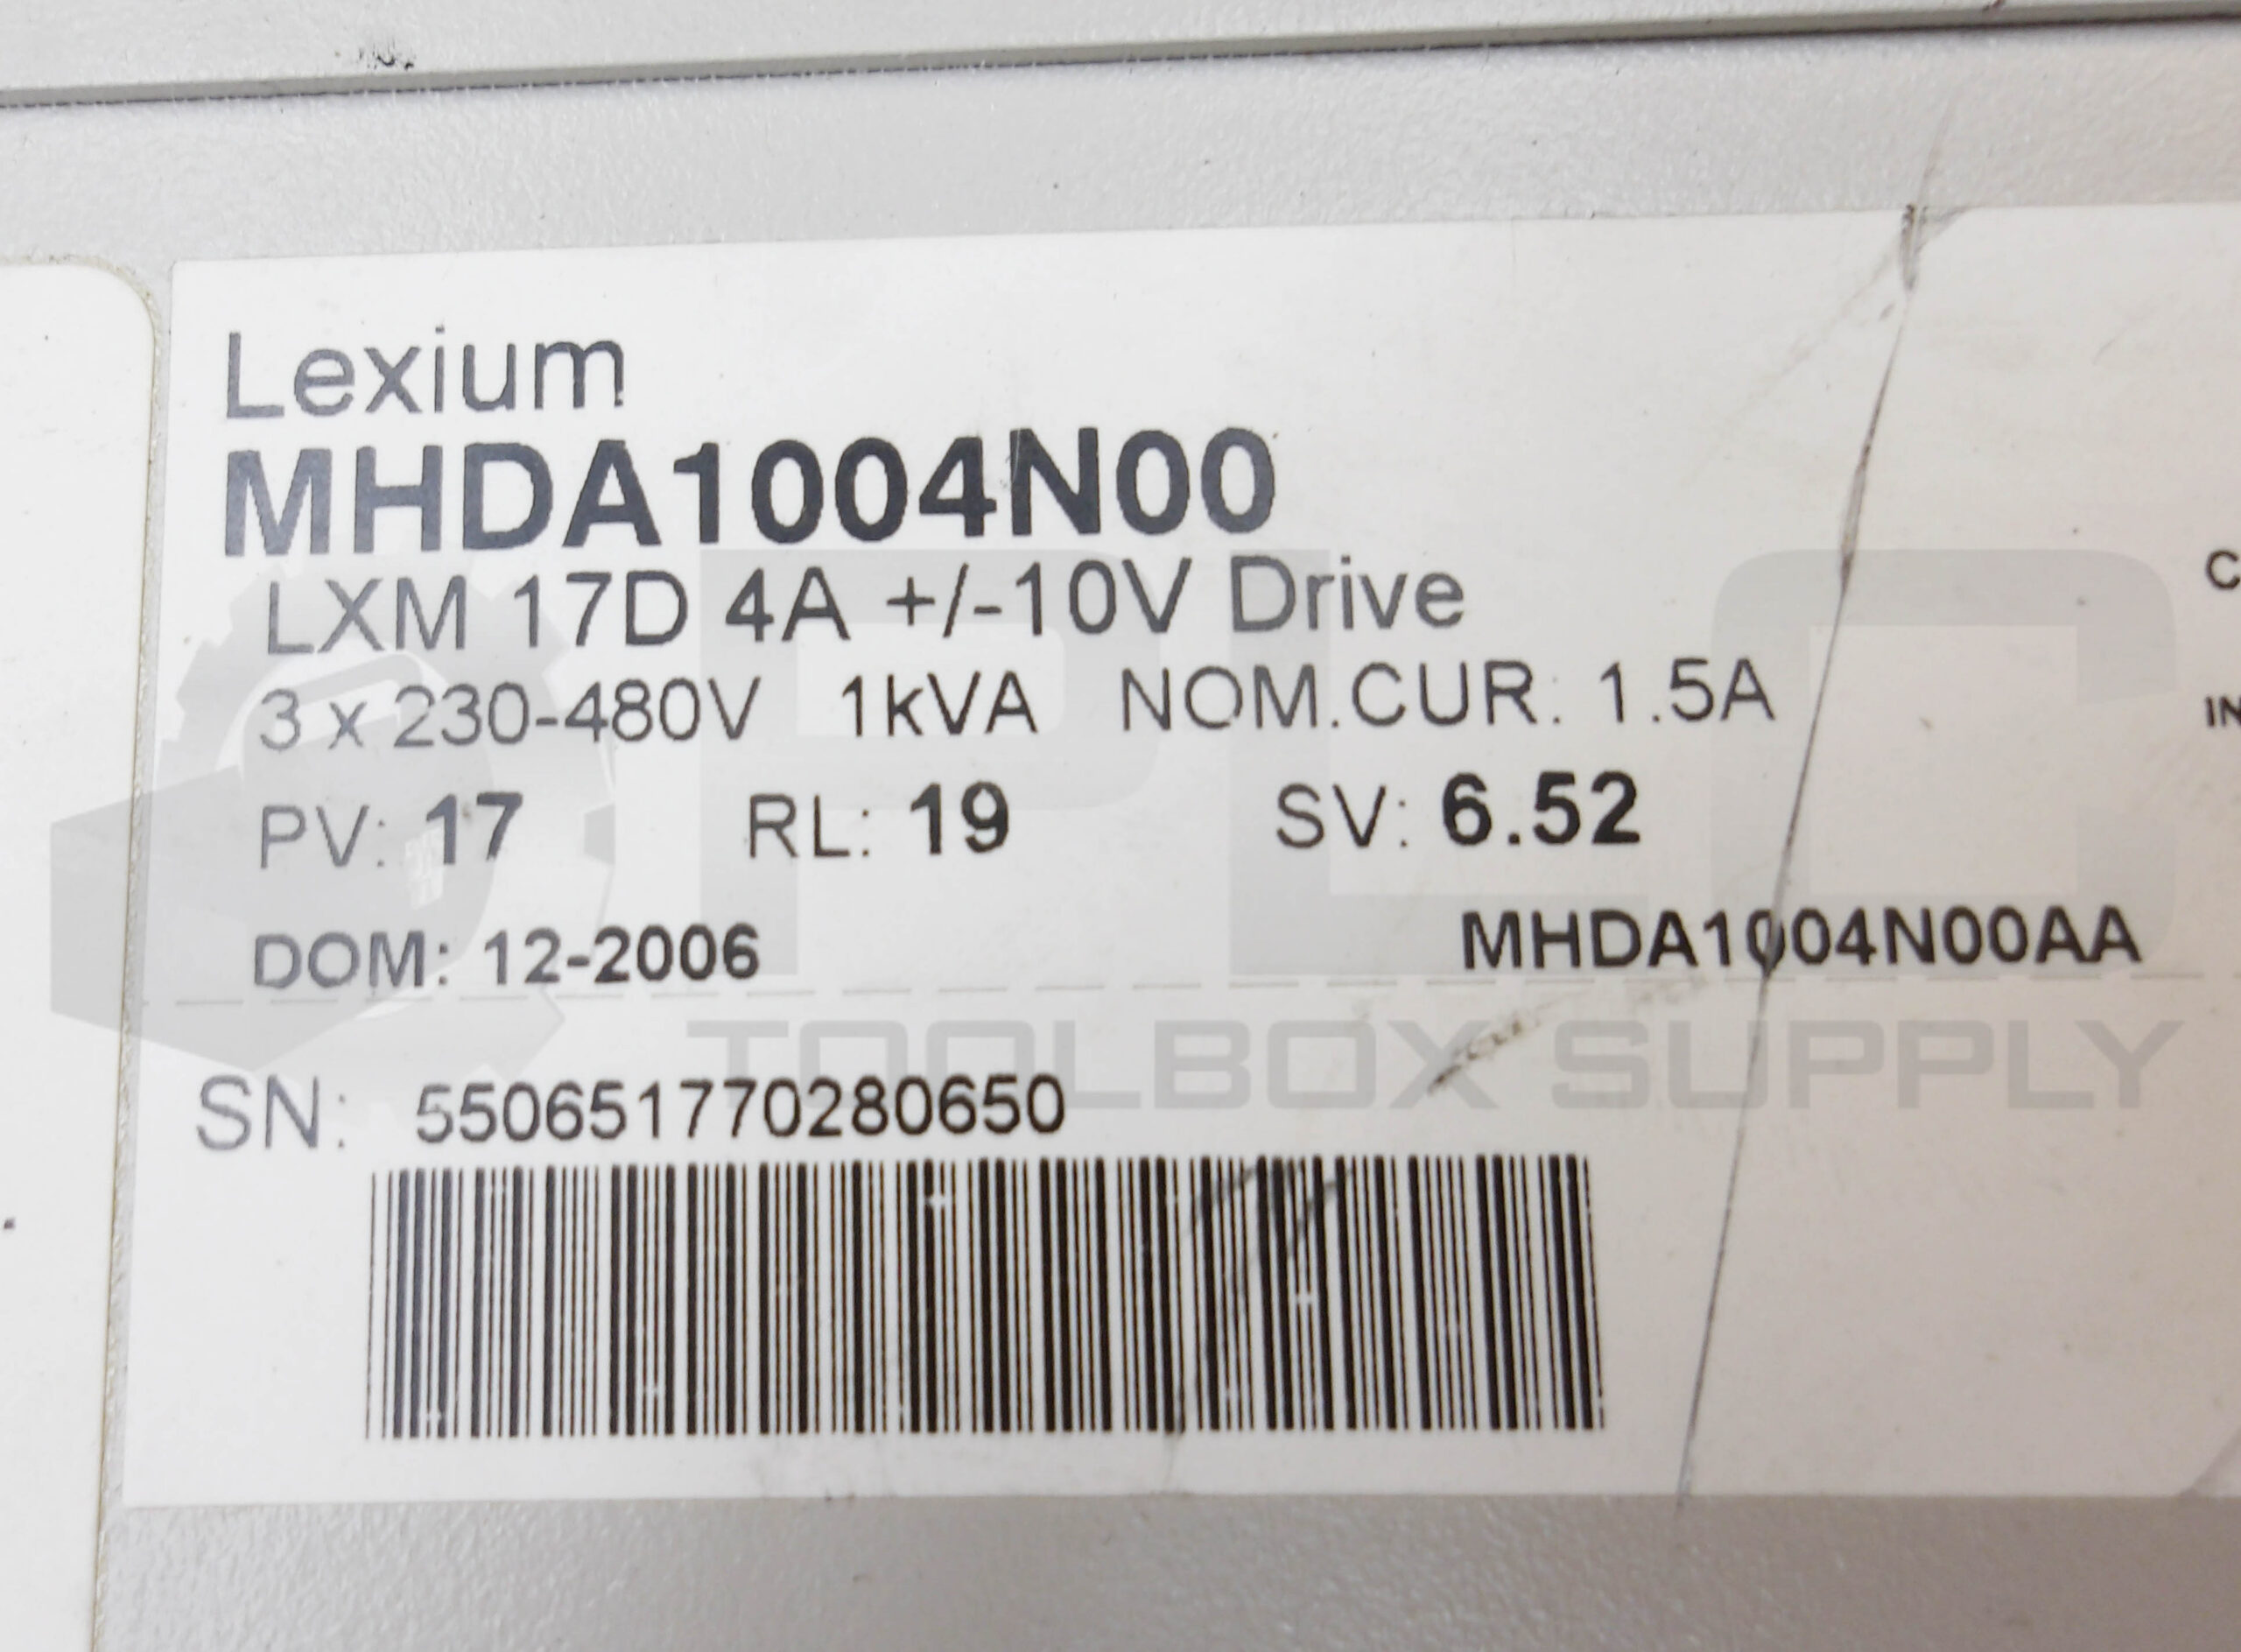 Lexium
MHDA1004N00
LXM 17D 4A +/-10V Drive
3 x 230-480V 1kVA NOM.CUR: 1.5A
PV: 17 RL: 19 SV: 6.52
DOM: 12-2006 MHDA1004N00AA
SN: 550651770280650
PLC
TOOLBOX SUPPLY